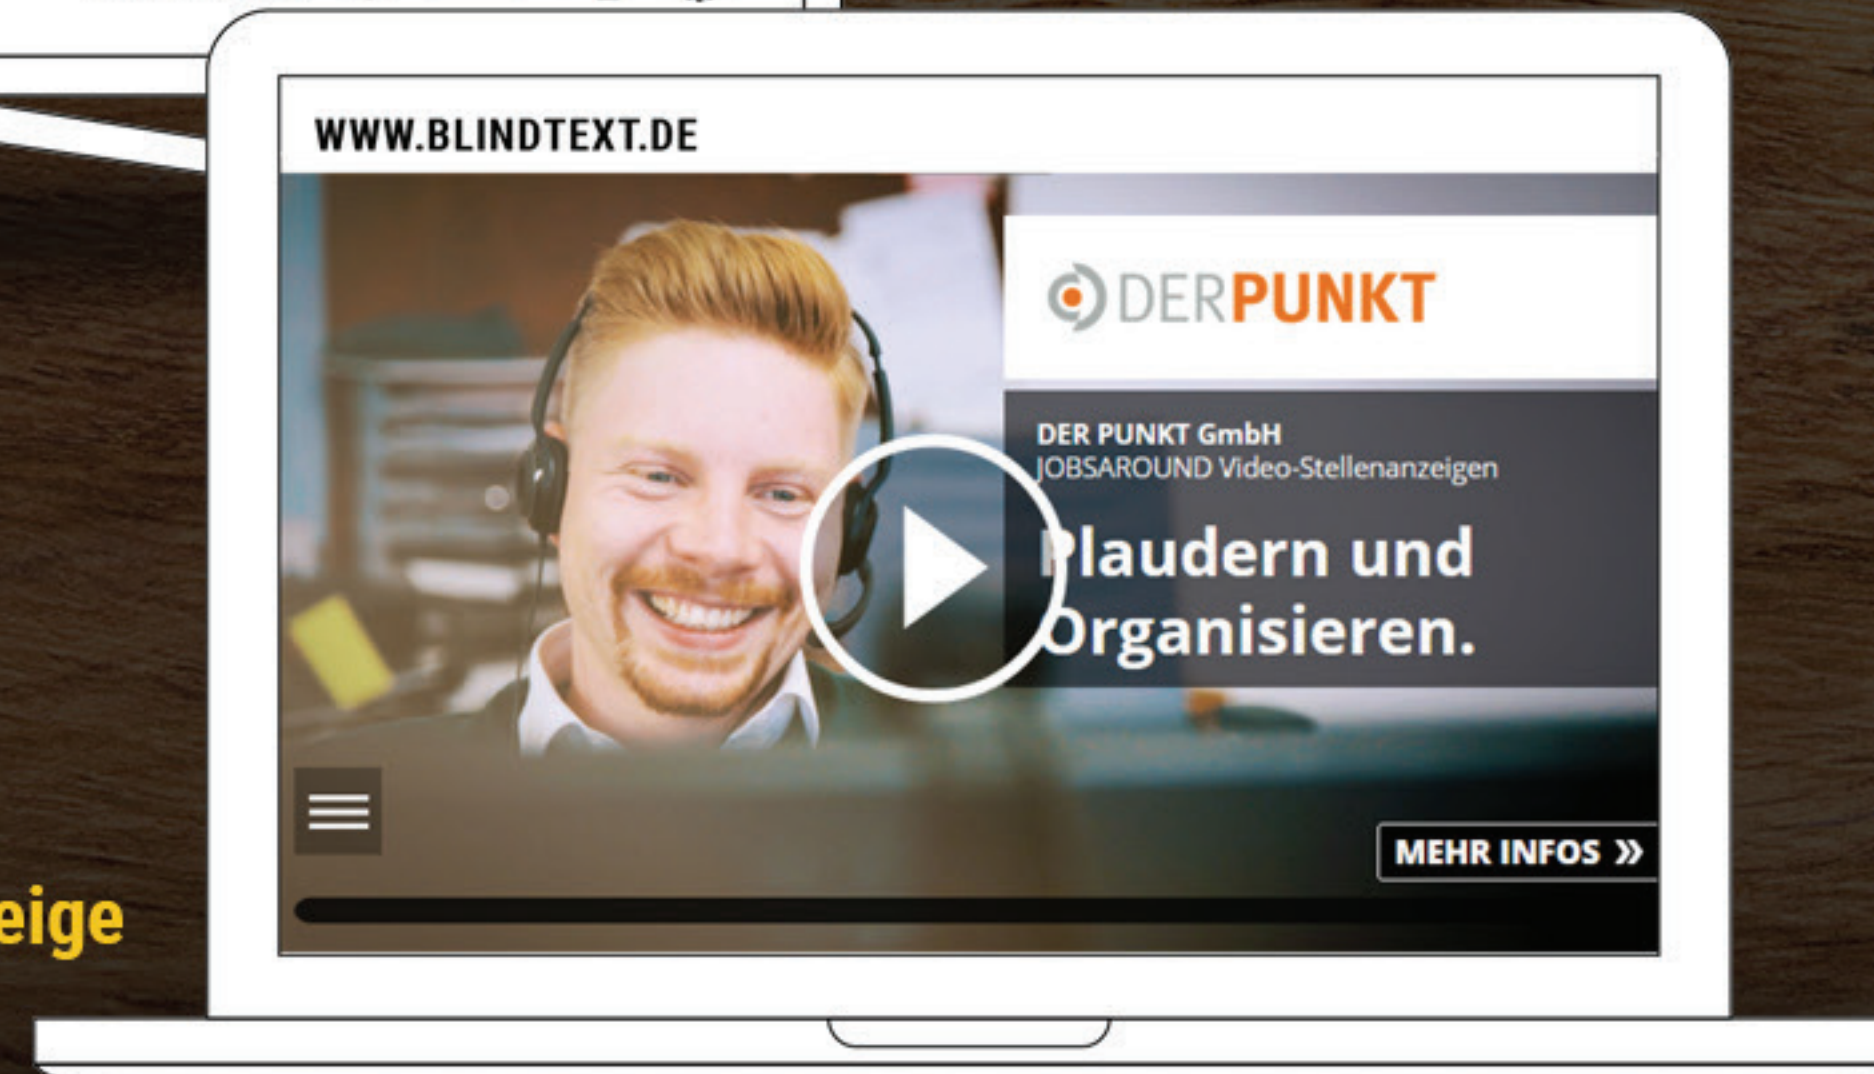 WWW.BLINDTEXT.DE
DERPUNKT
DER PUNKT GmbH
JOBSAROUND Video-Stellenanzeigen
Plaudern und
Organisieren.
MEHR INFOS »
eige